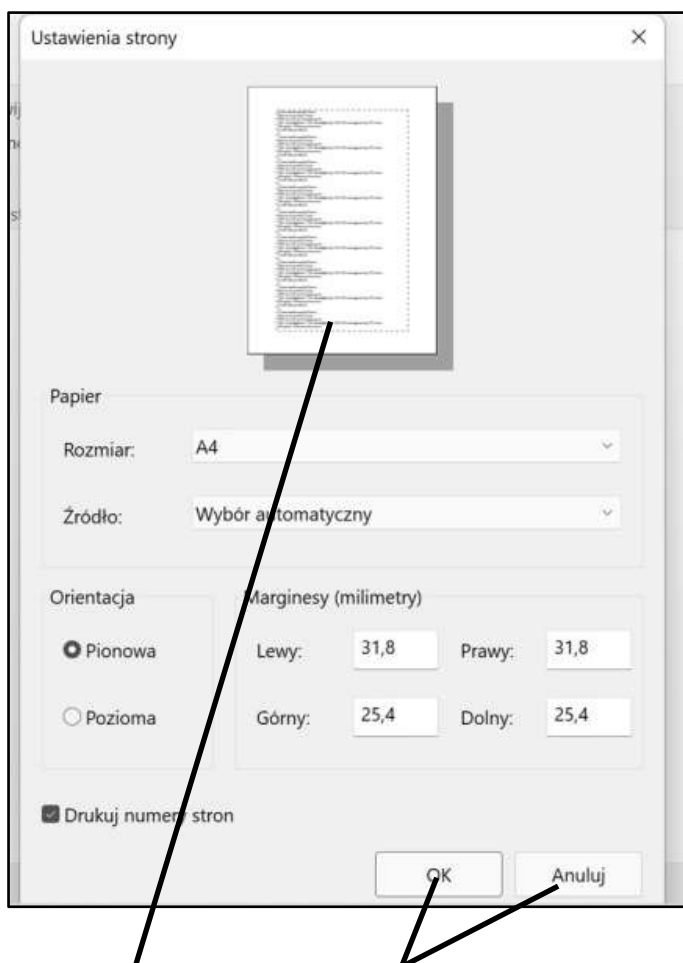 Ustawienia strony
Papier
Rozmiar: A4
Źródło: Wybór automatyczny
Orientacja
Marginesy (milimetry)
Pionowa
Lewy: 31,8 Prawy: 31,8
Pozioma
Górny: 25,4 Dolny: 25,4
Drukuj numery stron
OK Anuluj